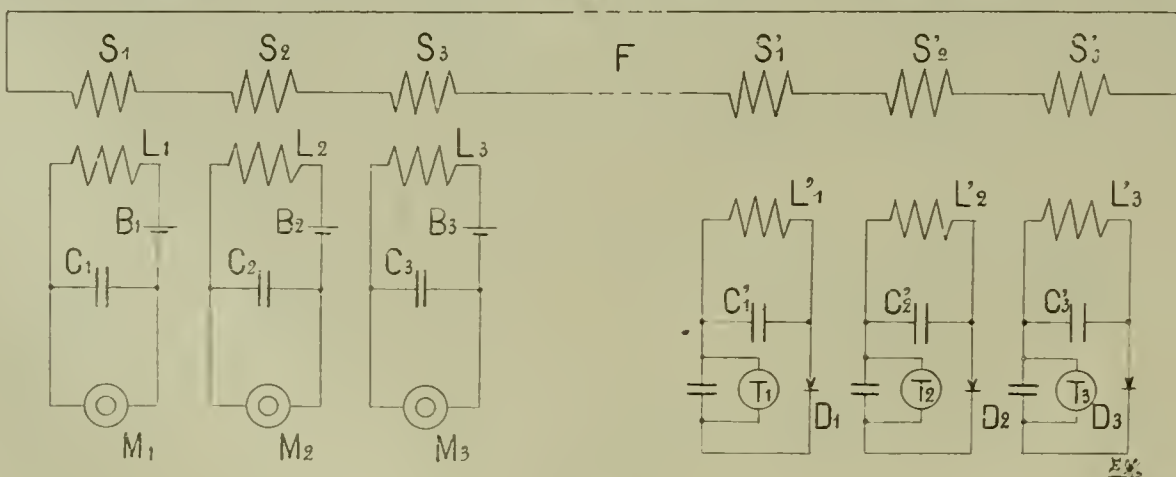 S1 S2 S3 F S'1 S'2 S'3
L1 L2 L3
L'1 L'2 L'3
B1 B2 B3
C1 C2 C3
C'1 C'2 C'3
T1 T2 T3
D1 D2 D3
M1 M2 M3